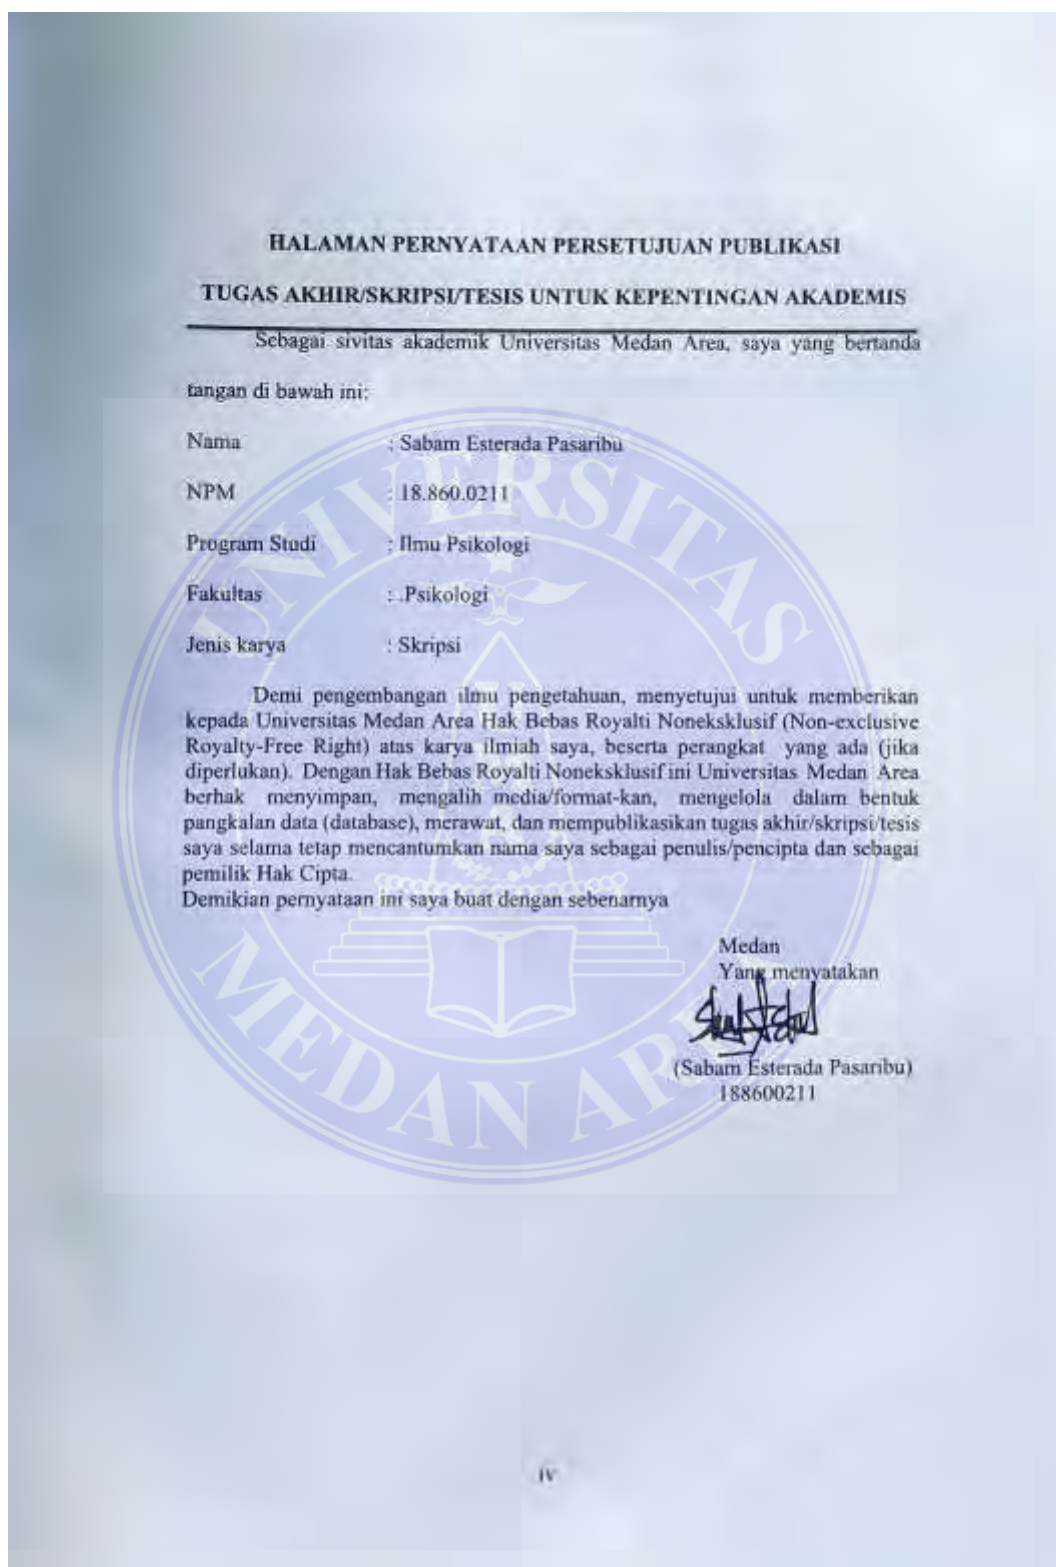 HALAMAN PERNYATAAN PERSETUJUAN PUBLIKASI
TUGAS AKHIR/SKRIPSI/TESIS UNTUK KEPENTINGAN AKADEMIS
Sebagai sivitas akademik Universitas Medan Area, saya yang bertanda
tangan di bawah ini:
Nama : Sabam Esterada Pasaribu
NPM : 18.860.0211
Program Studi : Ilmu Psikologi
Fakultas : .Psikologi
Jenis karya : Skripsi
Demi pengembangan ilmu pengetahuan, menyetujui untuk memberikan
kepada Universitas Medan Area Hak Bebas Royalti Noneksklusif (Non-exclusive
Royalty-Free Right) atas karya ilmiah saya, beserta perangkat yang ada (jika
diperlukan). Dengan Hak Bebas Royalti Noneksklusif ini Universitas Medan Area
berhak menyimpan, mengalih media/format-kan, mengelola dalam bentuk
pangkalan data (database), merawat, dan mempublikasikan tugas akhir/skripsi/tesis
saya selama tetap mencantumkan nama saya sebagai penulis/pencipta dan sebagai
pemilik Hak Cipta.
Demikian pernyataan ini saya buat dengan sebenarnya
Medan
Yang menyatakan
(Sabam Esterada Pasaribu)
188600211
iv
UNIVERSITAS
MEDAN AREA